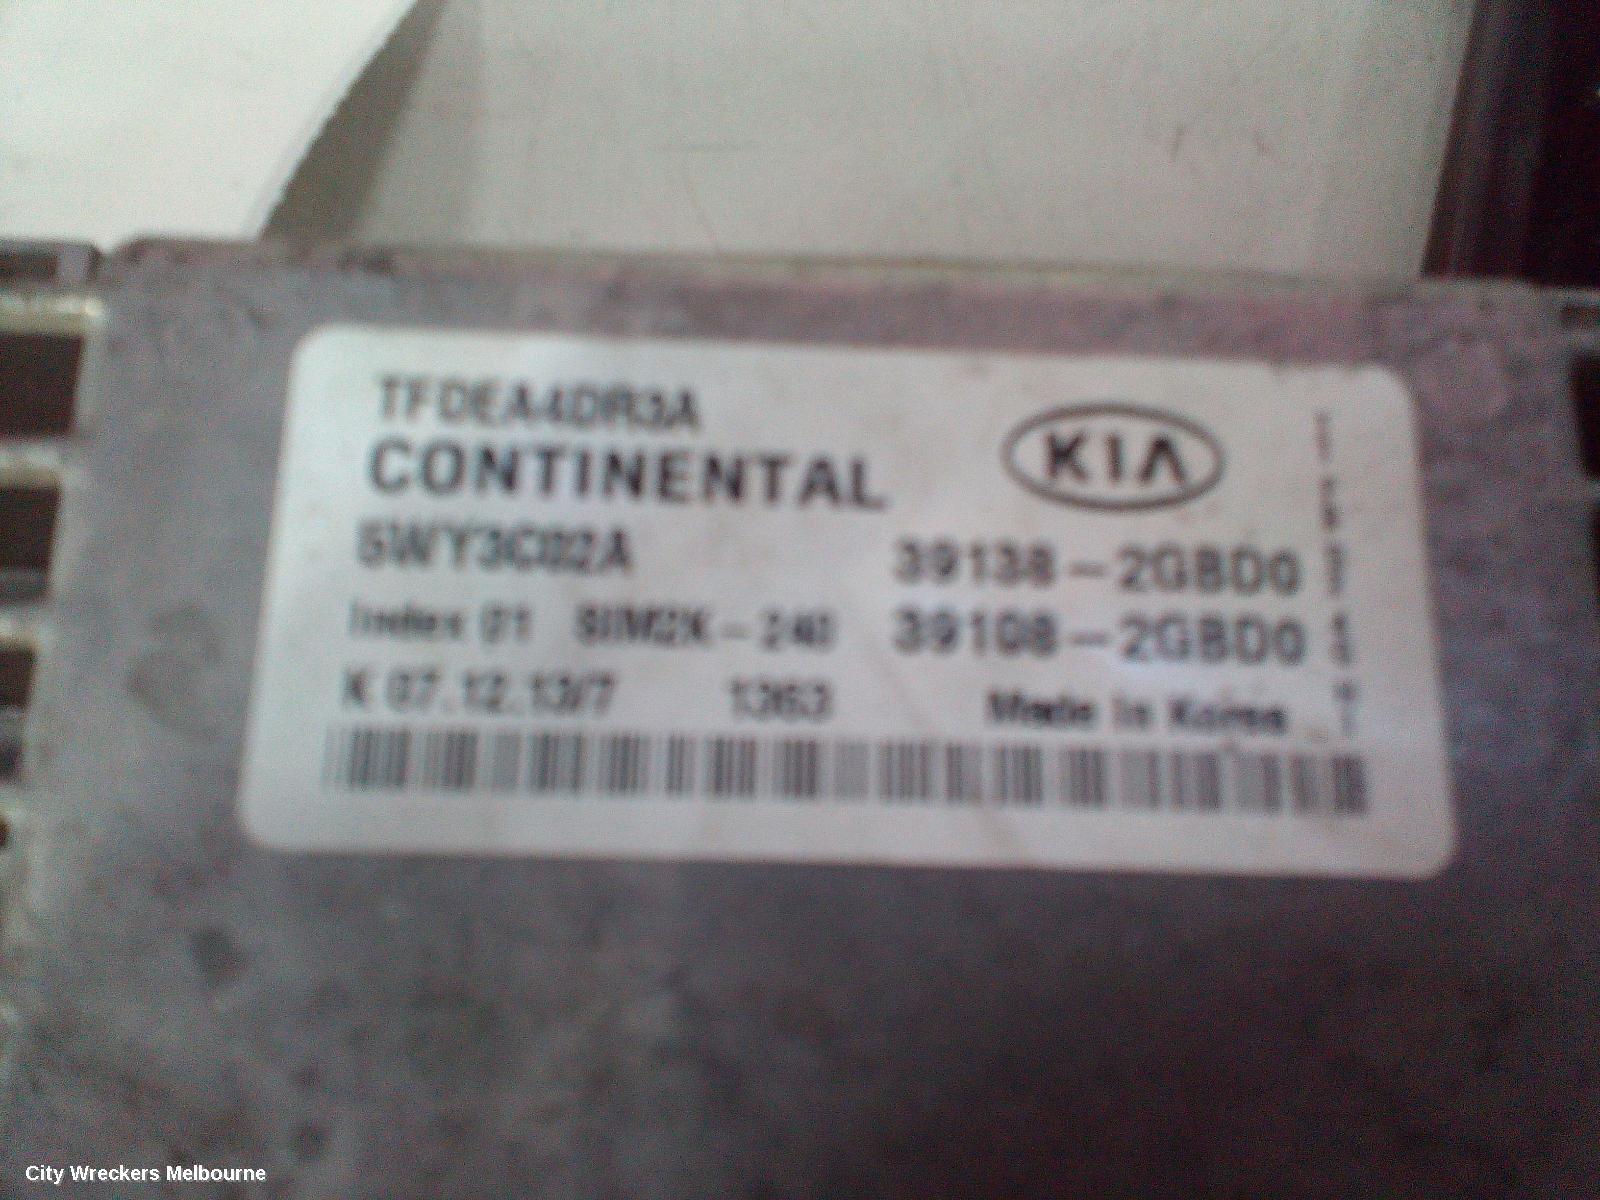 TFDEA4DR3A
CONTINENTAL
KIA
5WY3C02A 39138-2GBD0
Index 01 SIM2K-240 39108-2GBD0
K 07.12.13/7 1363 Made in Korea
City Wreckers Melbourne